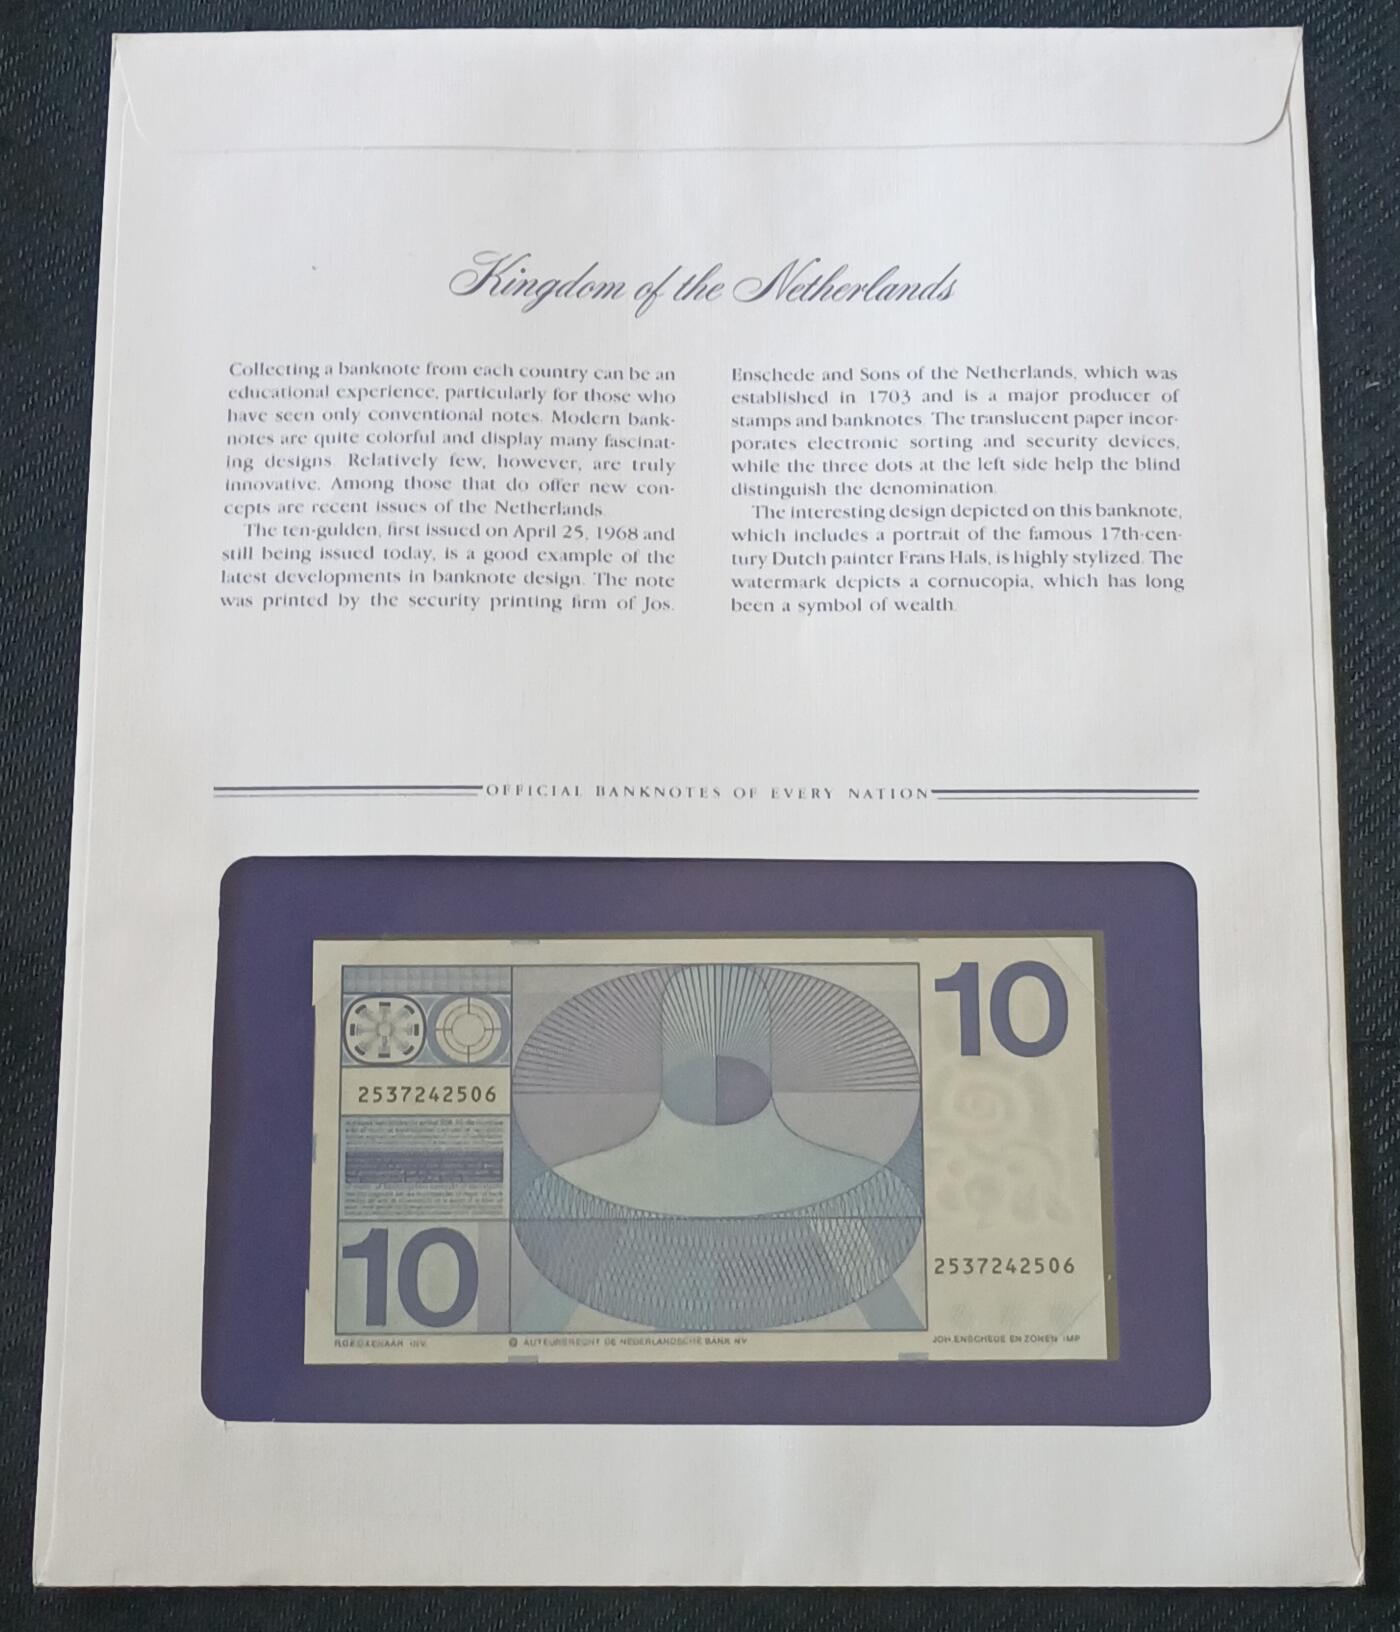 Kingdom of the Netherlands
Collecting a banknote from each country can be an
educational experience, particularly for those who
have seen only conventional notes. Modern bank-
notes are quite colorful and display many fascinat-
ing designs. Relatively few, however, are truly
innovative. Among those that do offer new con-
cepts are recent issues of the Netherlands.
The ten-gulden, first issued on April 25, 1968 and
still being issued today, is a good example of the
latest developments in banknote design. The note
was printed by the security printing firm of Jos.
Enschede and Sons of the Netherlands, which was
established in 1703 and is a major producer of
stamps and banknotes. The translucent paper incor-
porates electronic sorting and security devices,
while the three dots at the left side help the blind
distinguish the denomination.
The interesting design depicted on this banknote,
which includes a portrait of the famous 17th-cen-
tury Dutch painter Frans Hals, is highly stylized. The
watermark depicts a cornucopia, which has long
been a symbol of wealth.
OFFICIAL BANKNOTES OF EVERY NATION
10
2537242506
10
2537242506
© AUTEURSRECHT DE NEDERLANDSCHE BANK NV
JOH. ENSCHEDE EN ZONEN IMP